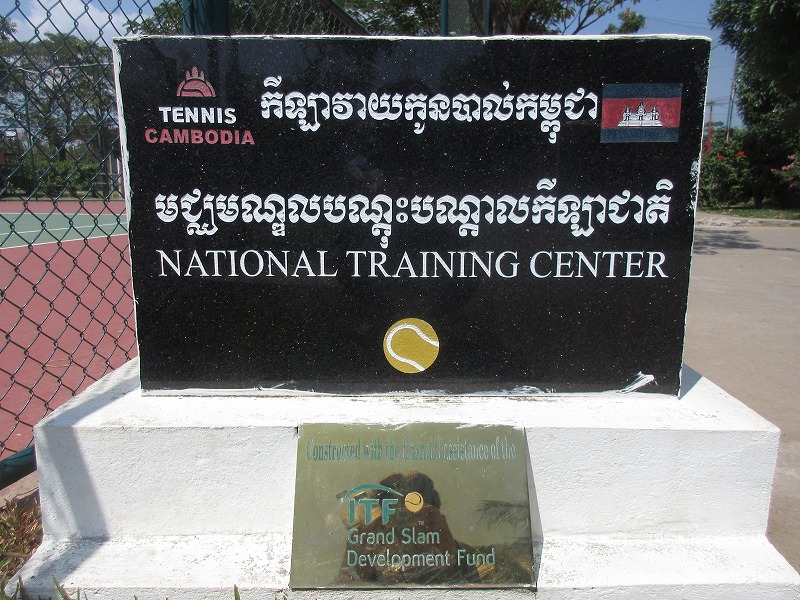 TENNIS
CAMBODIA
កីឡាវាយកូនបាល់កម្ពុជា
មជ្ឈមណ្ឌលបណ្តុះបណ្តាលកីឡាជាតិ
NATIONAL TRAINING CENTER
Constructed with the financial assistance of the
ITF
Grand Slam
Development Fund